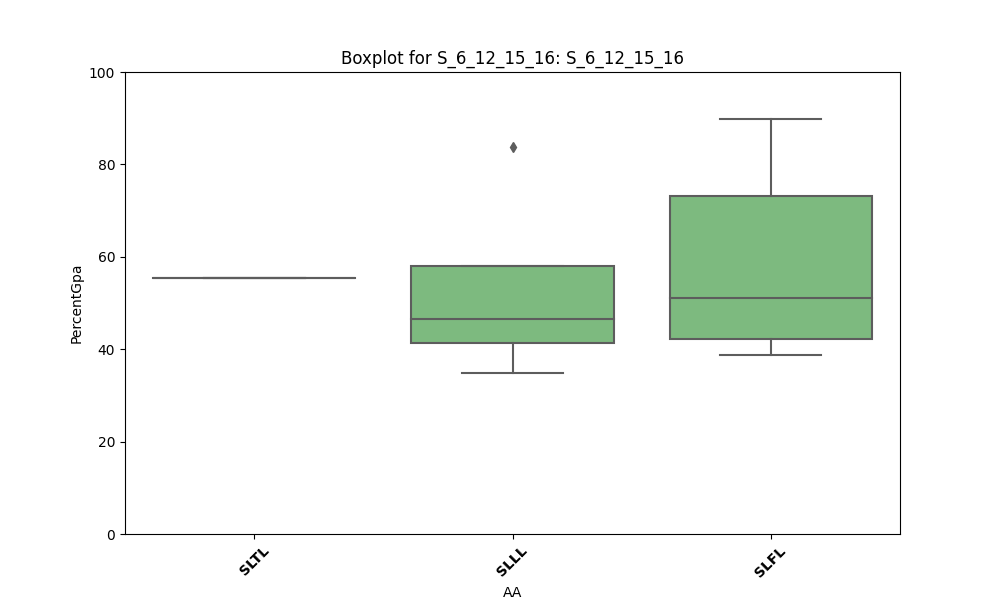 Boxplot for S_6_12_15_16: S_6_12_15_16
100
80
60
40
20
0
PercentGpa
SLTL
SLLL
SLFL
AA